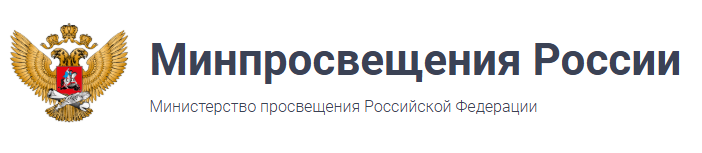 Минпросвещения России
Министерство просвещения Российской Федерации